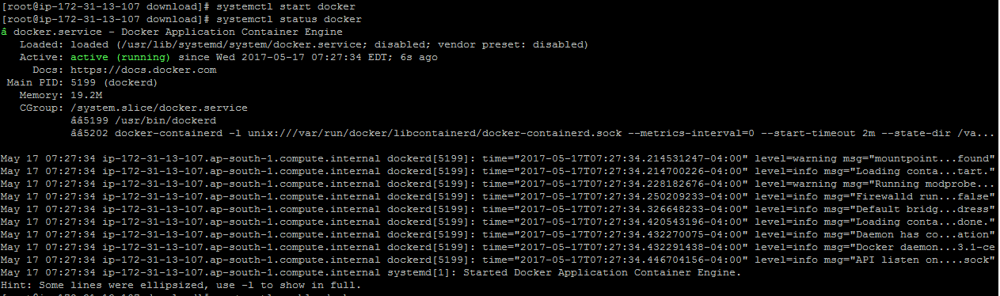 [root@ip-172-31-13-107 download]# systemctl start docker
[root@ip-172-31-13-107 download]# systemctl status docker
â docker.service - Docker Application Container Engine
   Loaded: loaded (/usr/lib/systemd/system/docker.service; disabled; vendor preset: disabled)
   Active: active (running) since Wed 2017-05-17 07:27:34 EDT; 6s ago
     Docs: https://docs.docker.com
 Main PID: 5199 (dockerd)
   Memory: 19.2M
   CGroup: /system.slice/docker.service
           ââ5199 /usr/bin/dockerd
           ââ5202 docker-containerd -l unix:///var/run/docker/libcontainerd/docker-containerd.sock --metrics-interval=0 --start-timeout 2m --state-dir /va...
May 17 07:27:34 ip-172-31-13-107.ap-south-1.compute.internal dockerd[5199]: time="2017-05-17T07:27:34.214531247-04:00" level=warning msg="mountpoint...found"
May 17 07:27:34 ip-172-31-13-107.ap-south-1.compute.internal dockerd[5199]: time="2017-05-17T07:27:34.214700226-04:00" level=info msg="Loading conta...tart."
May 17 07:27:34 ip-172-31-13-107.ap-south-1.compute.internal dockerd[5199]: time="2017-05-17T07:27:34.228182676-04:00" level=warning msg="Running modprobe...
May 17 07:27:34 ip-172-31-13-107.ap-south-1.compute.internal dockerd[5199]: time="2017-05-17T07:27:34.250209233-04:00" level=info msg="Firewalld run...false"
May 17 07:27:34 ip-172-31-13-107.ap-south-1.compute.internal dockerd[5199]: time="2017-05-17T07:27:34.326648233-04:00" level=info msg="Default bridg...dress"
May 17 07:27:34 ip-172-31-13-107.ap-south-1.compute.internal dockerd[5199]: time="2017-05-17T07:27:34.420543196-04:00" level=info msg="Loading conta...done."
May 17 07:27:34 ip-172-31-13-107.ap-south-1.compute.internal dockerd[5199]: time="2017-05-17T07:27:34.432270075-04:00" level=info msg="Daemon has co...ation"
May 17 07:27:34 ip-172-31-13-107.ap-south-1.compute.internal dockerd[5199]: time="2017-05-17T07:27:34.432291438-04:00" level=info msg="Docker daemon...3.1-ce
May 17 07:27:34 ip-172-31-13-107.ap-south-1.compute.internal dockerd[5199]: time="2017-05-17T07:27:34.446704156-04:00" level=info msg="API listen on....sock"
May 17 07:27:34 ip-172-31-13-107.ap-south-1.compute.internal systemd[1]: Started Docker Application Container Engine.
Hint: Some lines were ellipsized, use -l to show in full.